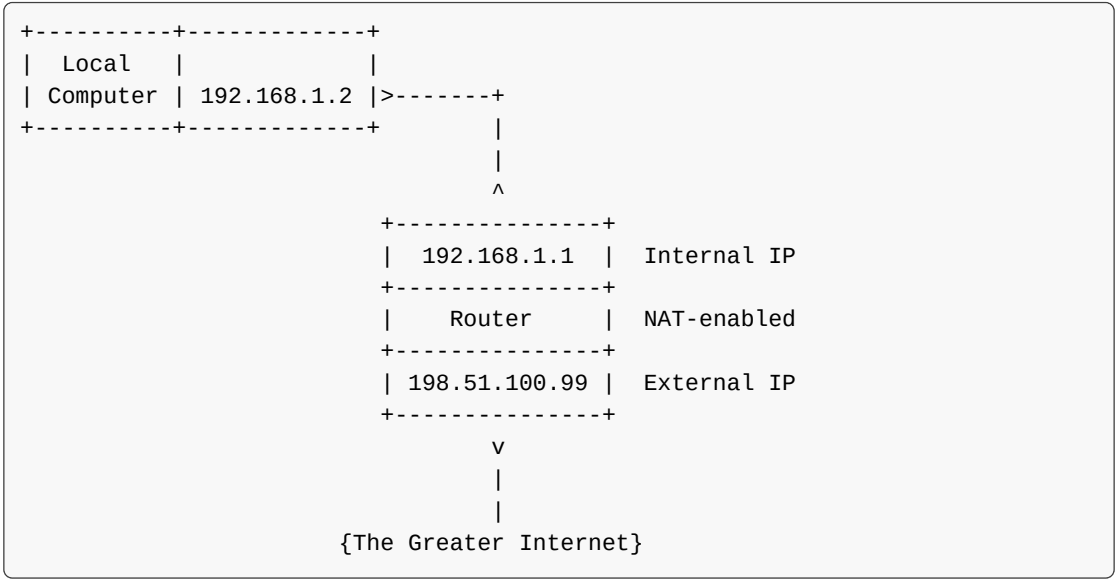 +----------+-------------+
|  Local   |             |
| Computer | 192.168.1.2 |>-------+
+----------+-------------+        |
                                  |
                                  ^
                          +---------------+
                          |  192.168.1.1  |  Internal IP
                          +---------------+
                          |    Router     |  NAT-enabled
                          +---------------+
                          | 198.51.100.99 |  External IP
                          +---------------+
                                  v
                                  |
                                  |
                       {The Greater Internet}